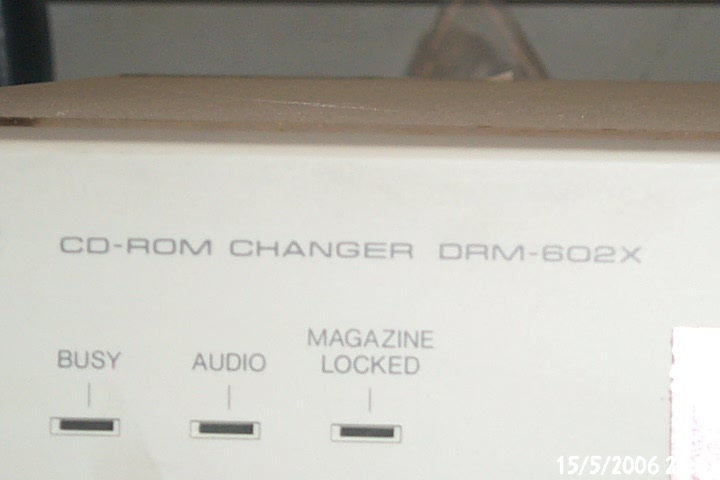 CD-ROM CHANGER DRM-602X
MAGAZINE
BUSY AUDIO LOCKED
15/5/2006